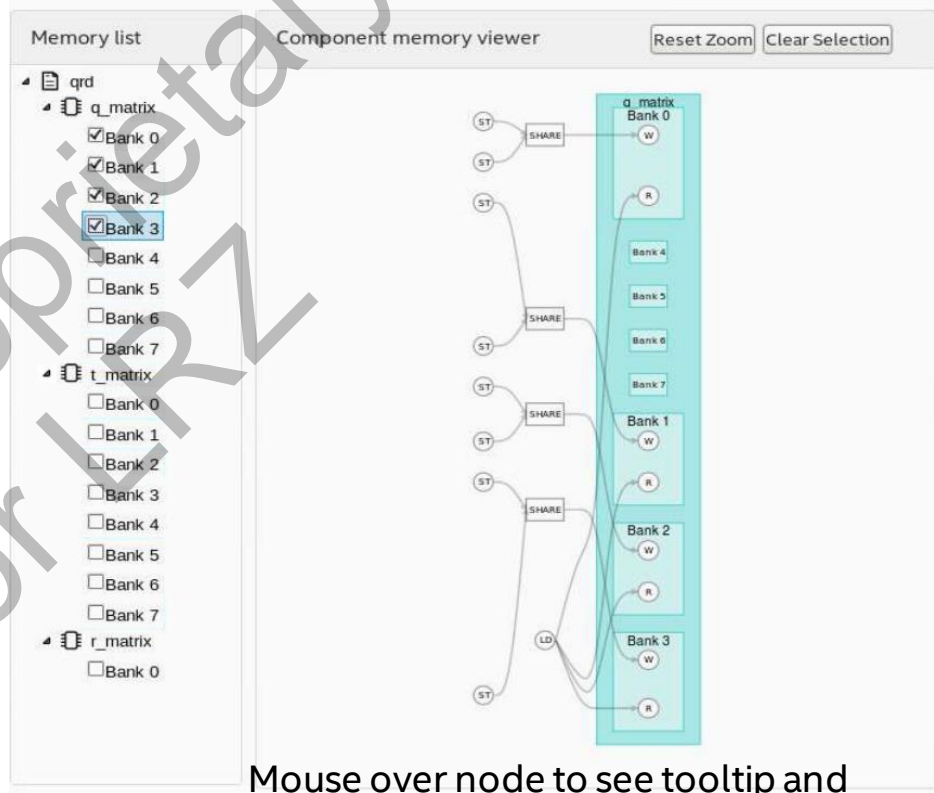 Memory list
qrd
q_matrix
Bank 0
Bank 1
Bank 2
Bank 3
Bank 4
Bank 5
Bank 6
Bank 7
t_matrix
Bank 0
Bank 1
Bank 2
Bank 3
Bank 4
Bank 5
Bank 6
Bank 7
r_matrix
Bank 0
Component memory viewer
Reset Zoom
Clear Selection
q_matrix
Bank 0
ST
SHARE
W
ST
ST
R
Bank 4
Bank 5
SHARE
Bank 6
ST
Bank 7
ST
SHARE
Bank 1
ST
W
ST
R
SHARE
Bank 2
W
R
LD
Bank 3
W
ST
R
Mouse over node to see tooltip and
oprietary
or LRZ